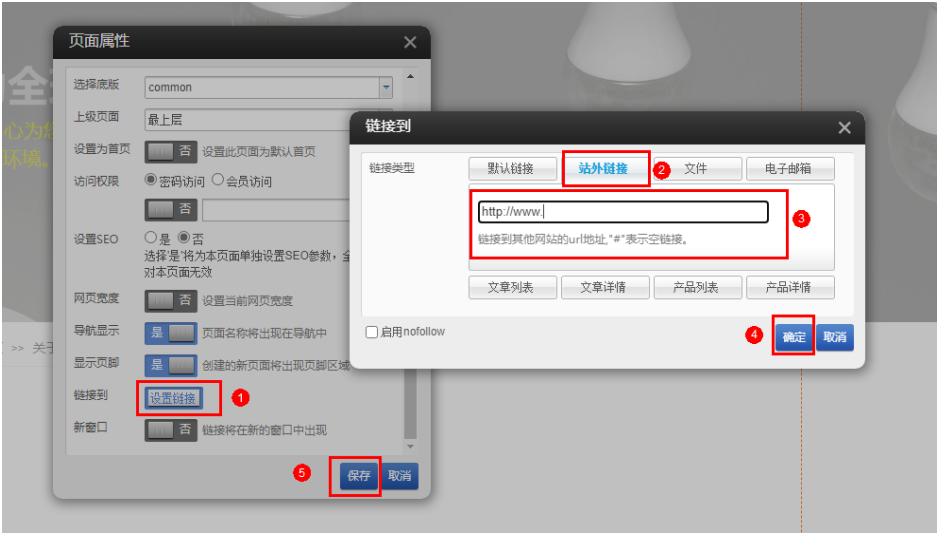 页面属性
选择底版
common
上级页面
最上层
设置为首页
否
设置此页面为默认首页
访问权限
密码访问
会员访问
否
设置SEO
是
否
选择'是'将为本页面单独设置SEO参数，全
对本页面无效
网页宽度
否
设置当前网页宽度
导航显示
是
页面名称将出现在导航中
显示页脚
是
创建的新页面将出现页脚区域
链接到
设置链接
1
新窗口
否
链接将在新的窗口中出现
5
保存
取消
链接到
链接类型
默认链接
站外链接
2
文件
电子邮箱
http://www.
3
链接到其他网站的url地址,"#"表示空链接。
文章列表
文章详情
产品列表
产品详情
启用nofollow
4
确定
取消
全
心为您
环境。
>> 关于